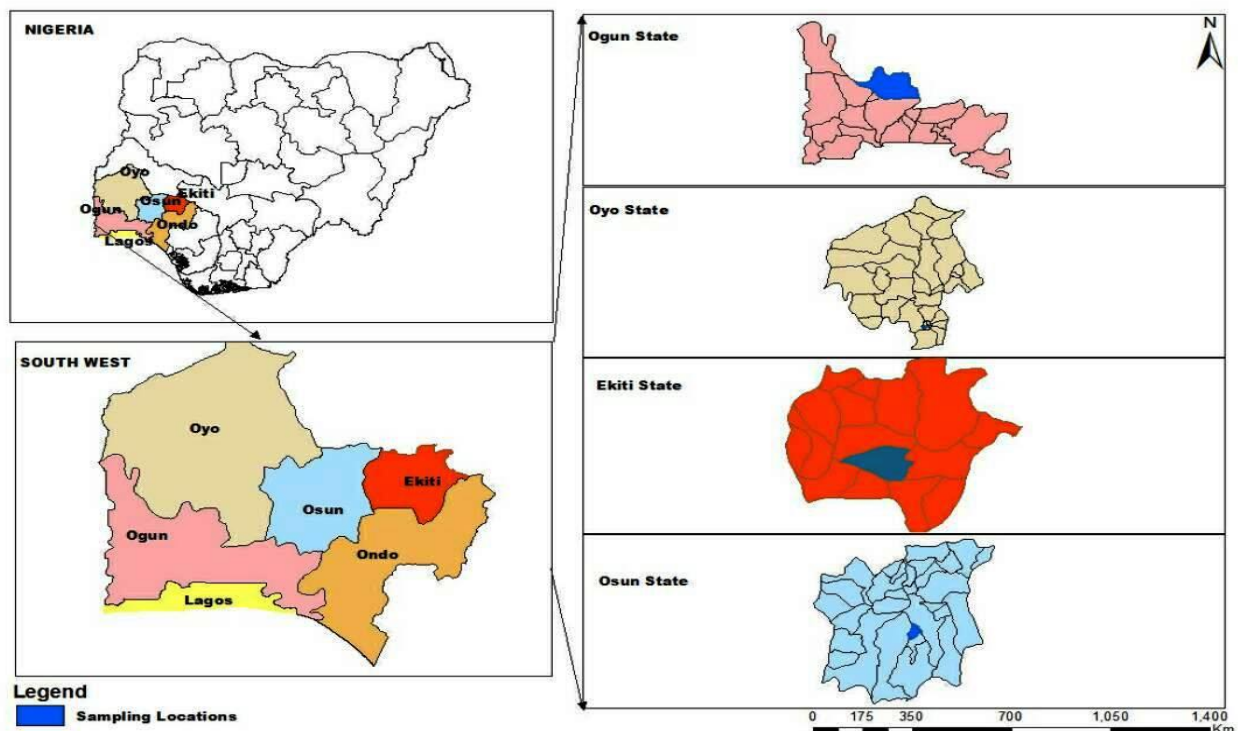 NIGERIA
Oyo
Ekiti
Osun
Ogun
Ondo
Lagos
SOUTH WEST
Oyo
Ekiti
Osun
Ogun
Ondo
Lagos
Legend
Sampling Locations
Ogun State
N
Oyo State
Ekiti State
Osun State
0 175 350 700 1,050 1,400
Km